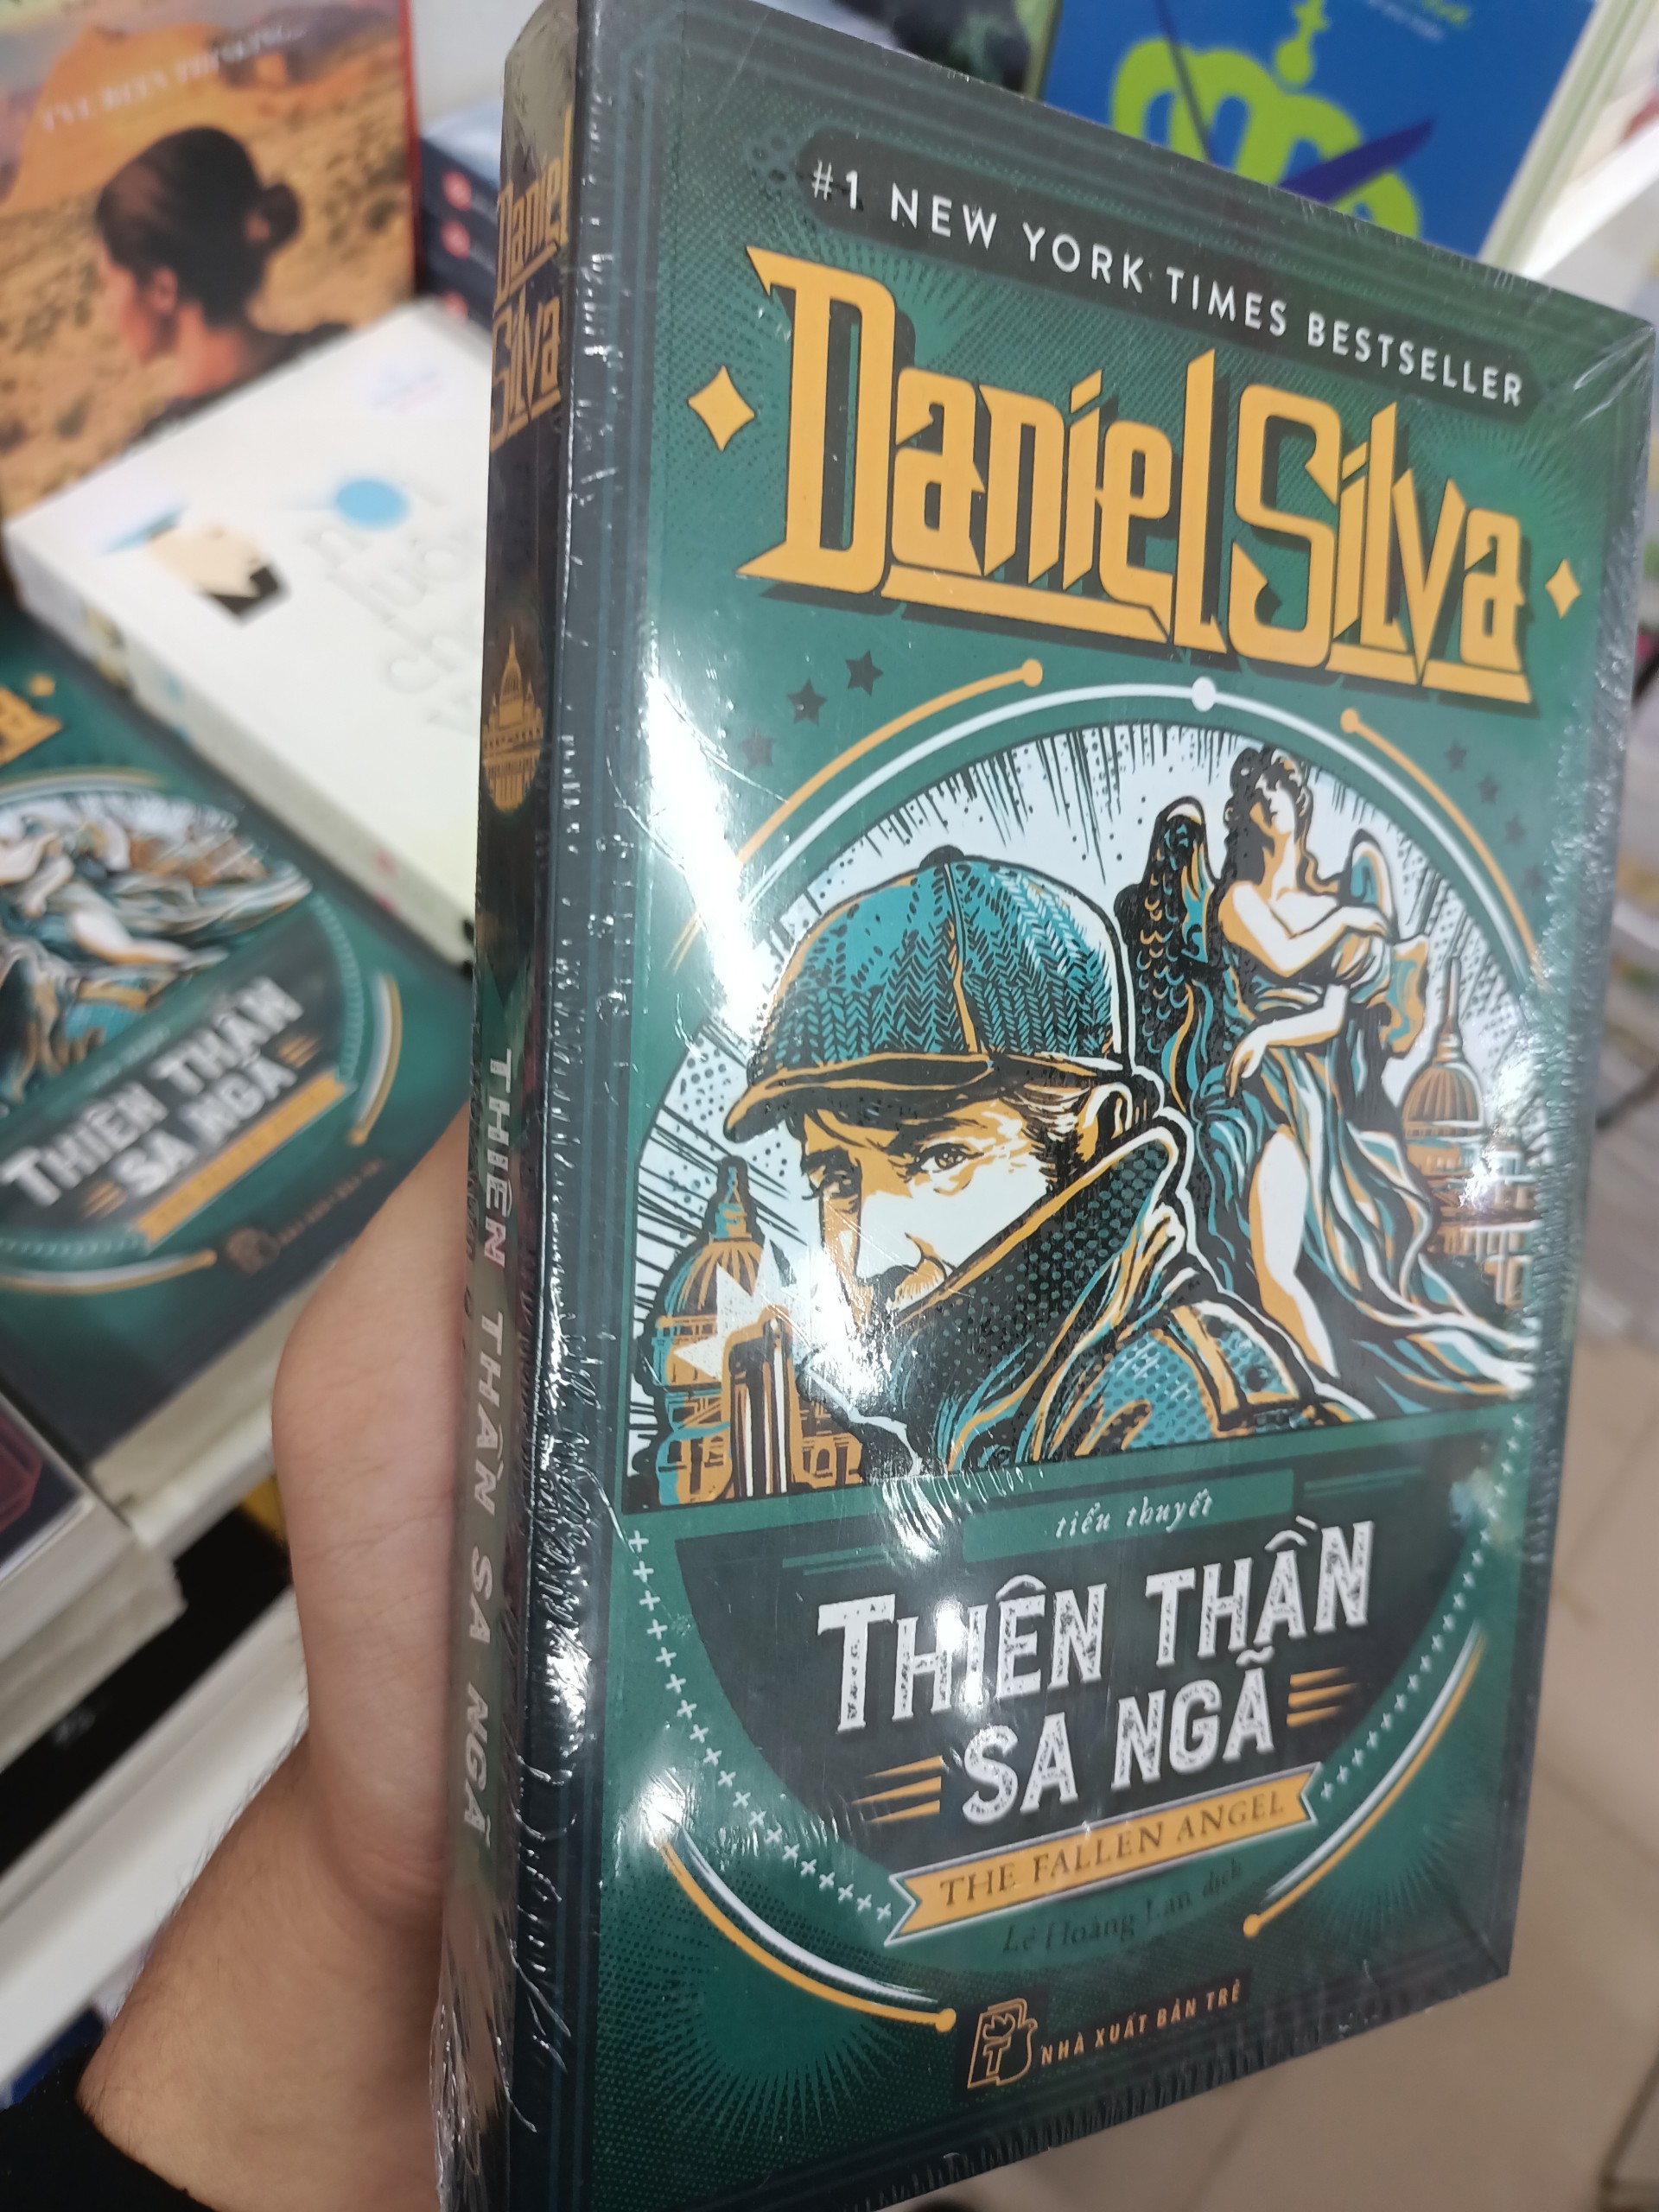 #1 NEW YORK TIMES BESTSELLER
Daniel Silva
tiểu thuyết
THIÊN THẦN
SA NGÃ
THE FALLEN ANGEL
Lê Hoàng Lan dịch
NHÀ XUẤT BẢN TRẺ
Daniel
Silva
THIÊN THẦN SA NGÃ
THIÊN THẦN
SA NGÃ